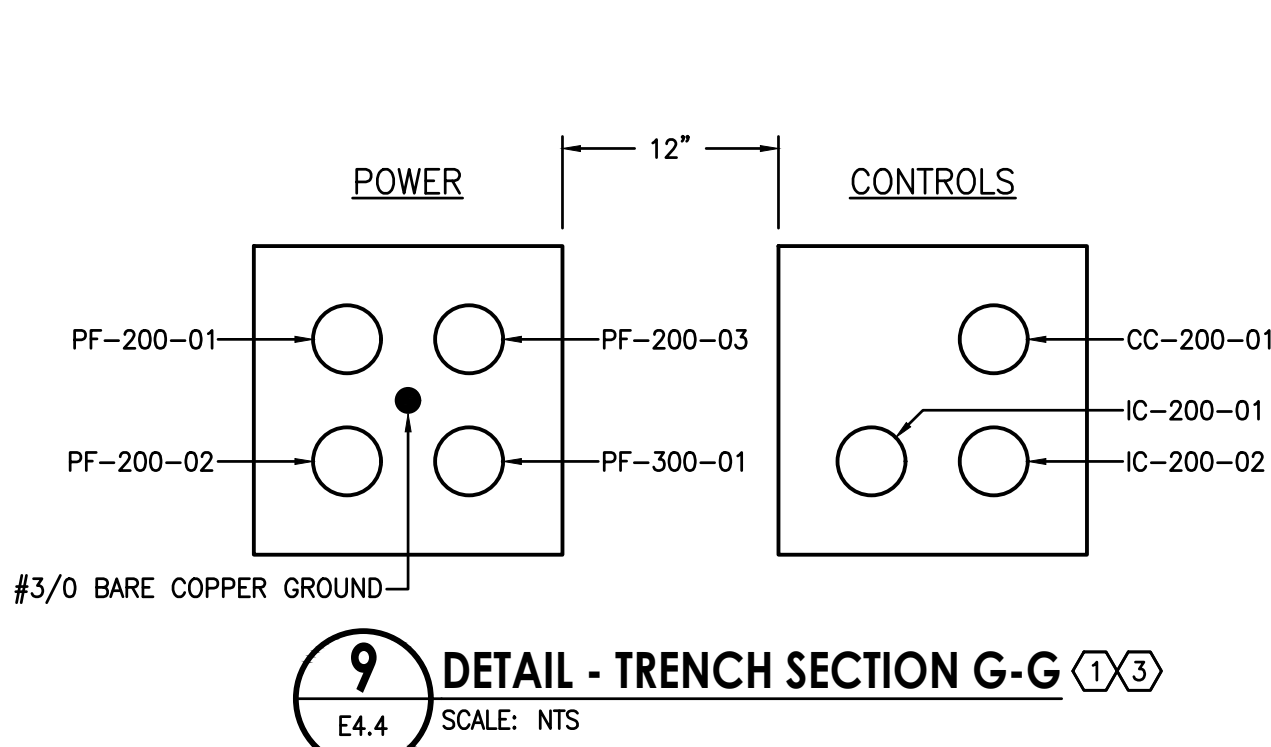 12”
POWER
CONTROLS
PF-200-01
PF-200-03
CC-200-01
IC-200-01
PF-200-02
PF-300-01
IC-200-02
#3/0 BARE COPPER GROUND
9
DETAIL - TRENCH SECTION G-G 1 3
E4.4
SCALE: NTS